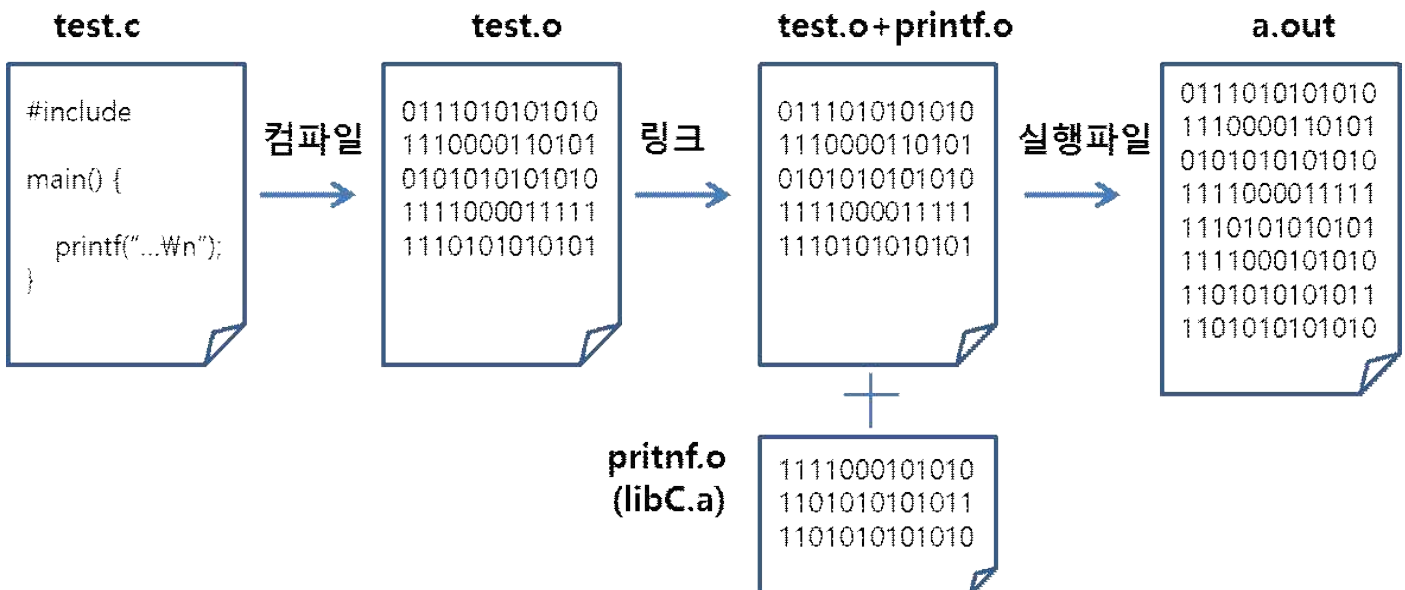 test.c
#include
main() {
printf("...₩n");
}
컴파일
test.o
0111010101010
1110000110101
0101010101010
1111000011111
1110101010101
링크
test.o+printf.o
0111010101010
1110000110101
0101010101010
1111000011111
1110101010101
pritnf.o
(libC.a)
1111000101010
1101010101011
1101010101010
실행파일
a.out
0111010101010
1110000110101
0101010101010
1111000011111
1110101010101
1111000101010
1101010101011
1101010101010